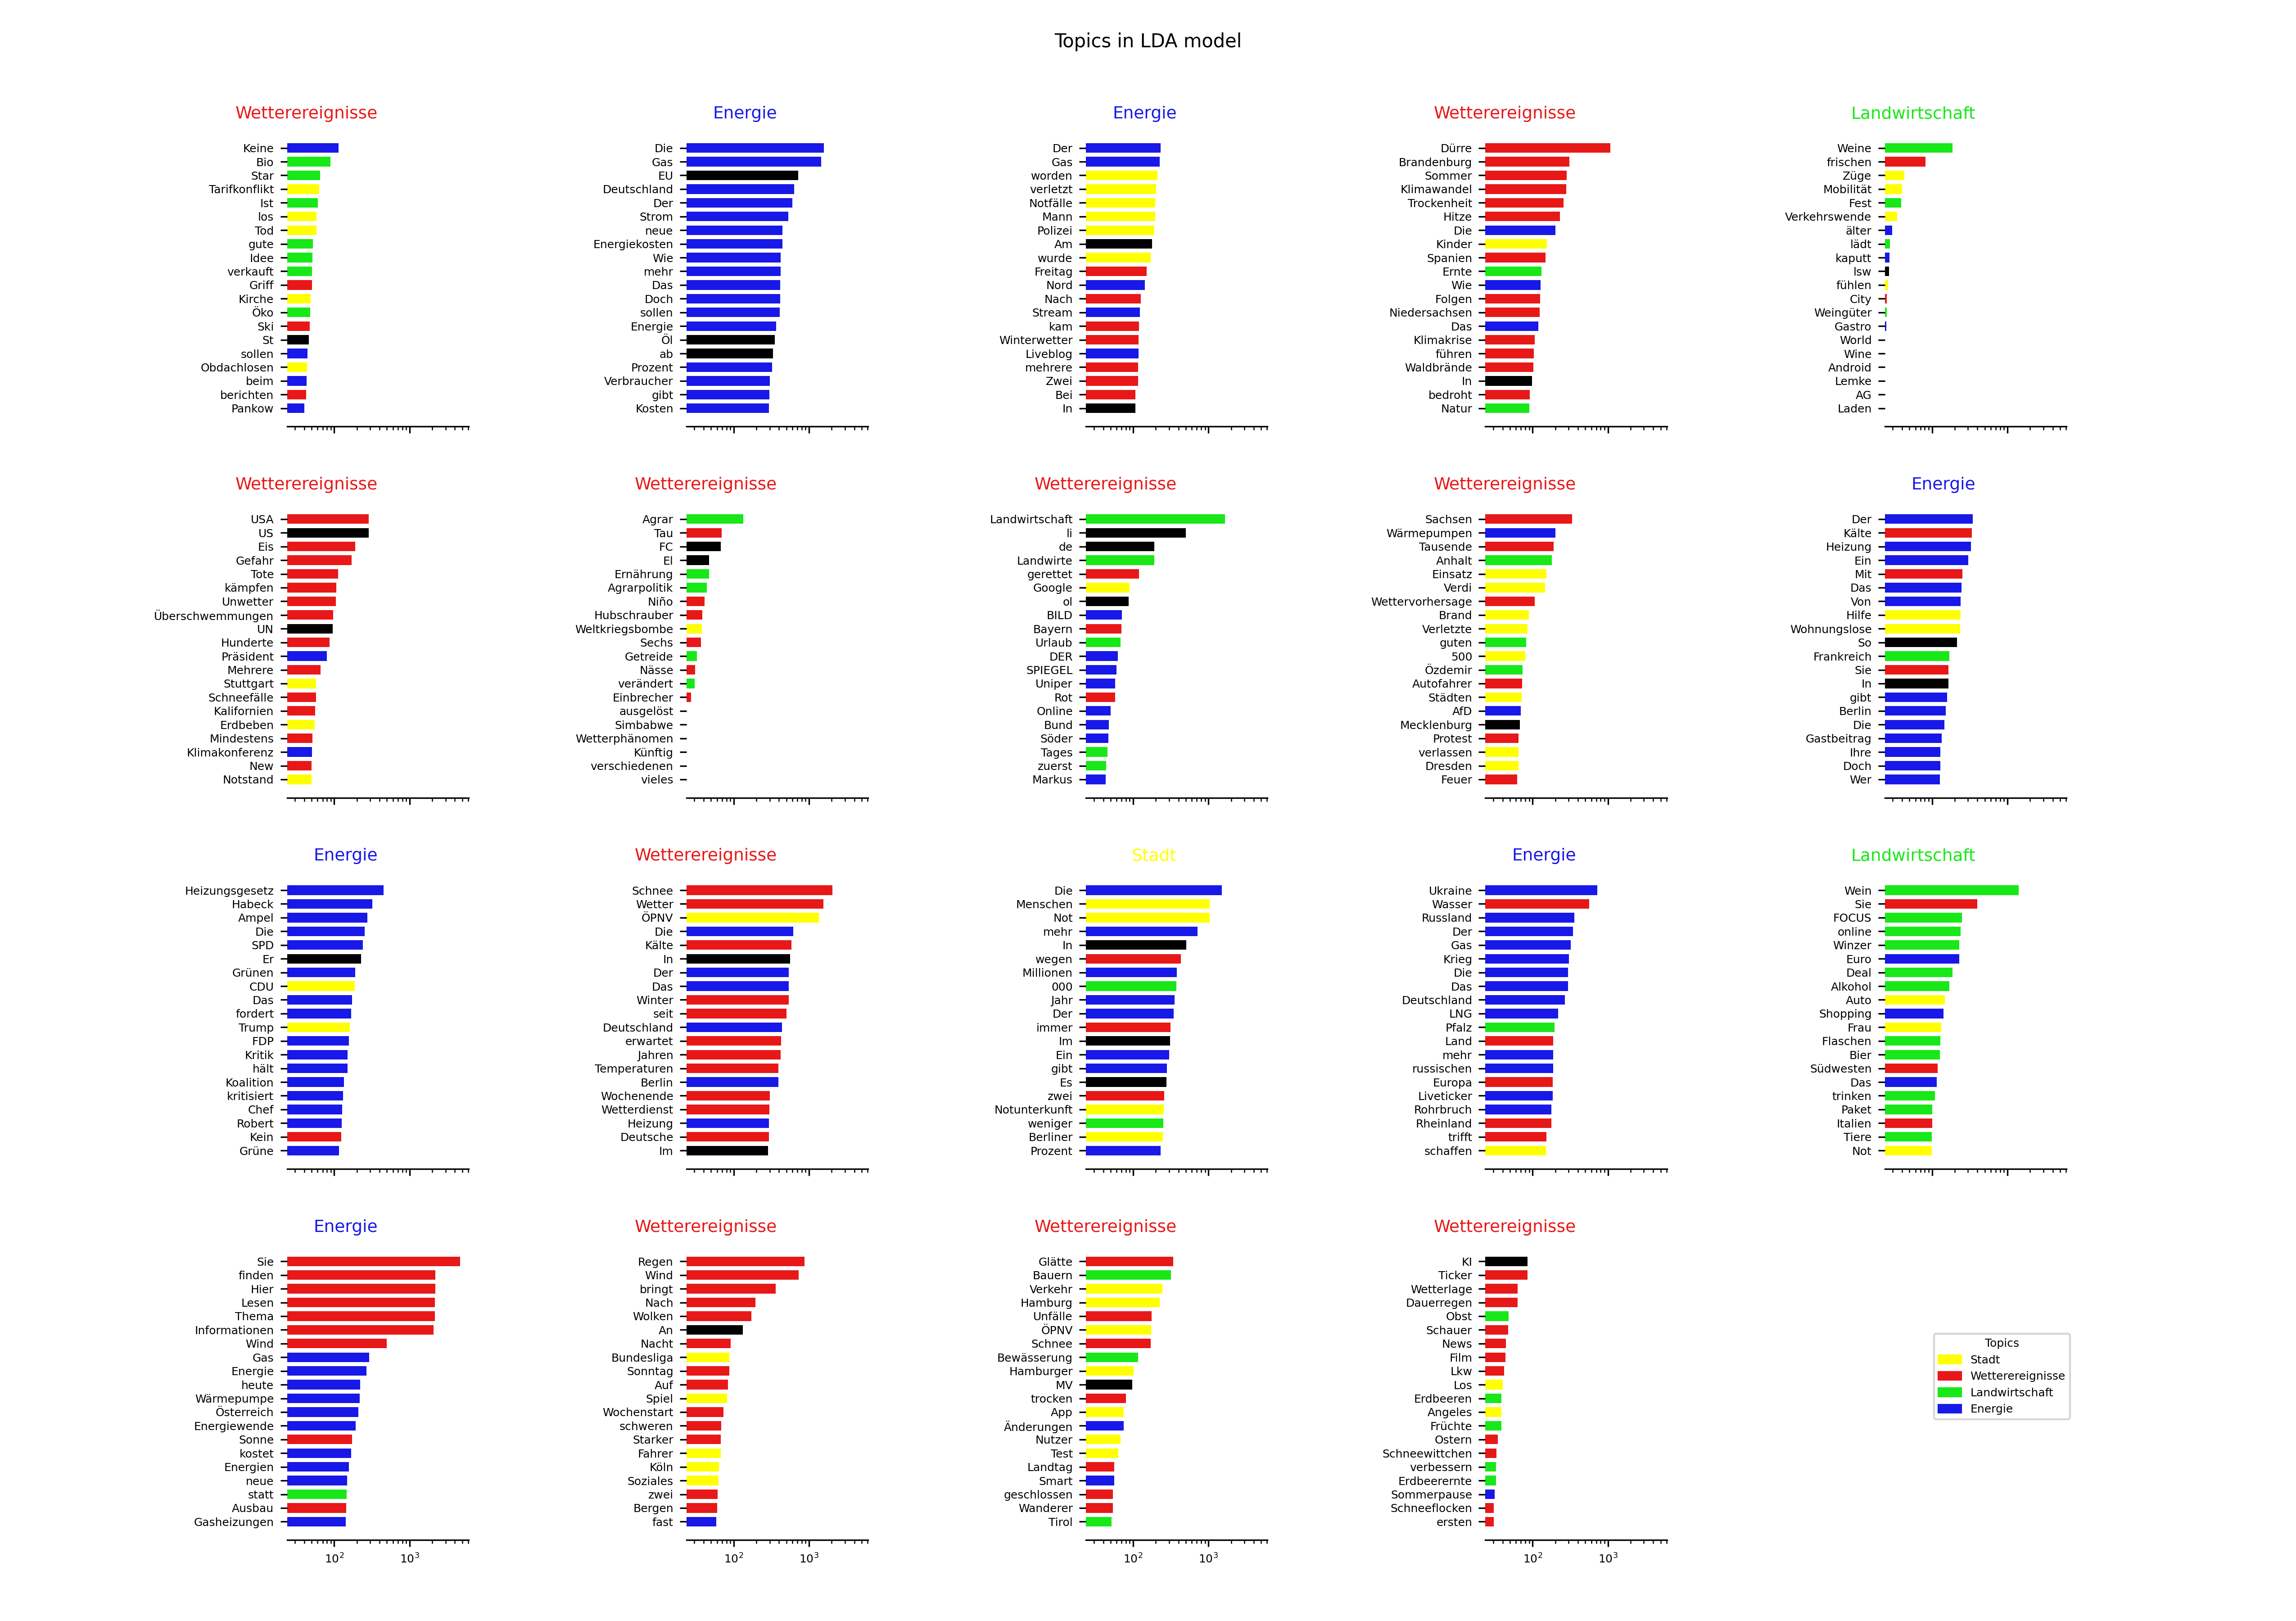 Topics in LDA model
Wetterereignisse
Keine
Bio
Star
Tarifkonflikt
Ist
los
Tod
gute
Idee
verkauft
Griff
Kirche
Öko
Ski
St
sollen
Obdachlosen
beim
berichten
Pankow
Energie
Die
Gas
EU
Deutschland
Der
Strom
neue
Energiekosten
Wie
mehr
Das
Doch
sollen
Energie
Öl
ab
Prozent
Verbraucher
gibt
Kosten
Energie
Der
Gas
worden
verletzt
Notfälle
Mann
Polizei
Am
wurde
Freitag
Nord
Nach
Stream
kam
Winterwetter
Liveblog
mehrere
Zwei
Bei
In
Wetterereignisse
Dürre
Brandenburg
Sommer
Klimawandel
Trockenheit
Hitze
Die
Kinder
Spanien
Ernte
Wie
Folgen
Niedersachsen
Das
Klimakrise
führen
Waldbrände
In
bedroht
Natur
Landwirtschaft
Weine
frischen
Züge
Mobilität
Fest
Verkehrswende
älter
lädt
kaputt
lsw
fühlen
City
Weingüter
Gastro
World
Wine
Android
Lemke
AG
Laden
Wetterereignisse
USA
US
Eis
Gefahr
Tote
kämpfen
Unwetter
Überschwemmungen
UN
Hunderte
Präsident
Mehrere
Stuttgart
Schneefälle
Kalifornien
Erdbeben
Mindestens
Klimakonferenz
New
Notstand
Wetterereignisse
Agrar
Tau
FC
El
Ernährung
Agrarpolitik
Niño
Hubschrauber
Weltkriegsbombe
Sechs
Getreide
Nässe
verändert
Einbrecher
ausgelöst
Simbabwe
Wetterphänomen
Künftig
verschiedenen
vieles
Wetterereignisse
Landwirtschaft
li
de
Landwirte
gerettet
Google
ol
BILD
Bayern
Urlaub
DER
SPIEGEL
Uniper
Rot
Online
Bund
Söder
Tages
zuerst
Markus
Wetterereignisse
Sachsen
Wärmepumpen
Tausende
Anhalt
Einsatz
Verdi
Wettervorhersage
Brand
Verletzte
guten
500
Özdemir
Autofahrer
Städten
AfD
Mecklenburg
Protest
verlassen
Dresden
Feuer
Energie
Der
Kälte
Heizung
Ein
Mit
Das
Von
Hilfe
Wohnungslose
So
Frankreich
Sie
In
gibt
Berlin
Die
Gastbeitrag
Ihre
Doch
Wer
Energie
Heizungsgesetz
Habeck
Ampel
Die
SPD
Er
Grünen
CDU
Das
fordert
Trump
FDP
Kritik
hält
Koalition
kritisiert
Chef
Robert
Kein
Grüne
Wetterereignisse
Schnee
Wetter
ÖPNV
Die
Kälte
In
Der
Das
Winter
seit
Deutschland
erwartet
Jahren
Temperaturen
Berlin
Wochenende
Wetterdienst
Heizung
Deutsche
Im
Stadt
Die
Menschen
Not
mehr
In
wegen
Millionen
000
Jahr
Der
immer
Im
Ein
gibt
Es
zwei
Notunterkunft
weniger
Berliner
Prozent
Energie
Ukraine
Wasser
Russland
Der
Gas
Krieg
Die
Das
Deutschland
LNG
Pfalz
Land
mehr
russischen
Europa
Liveticker
Rohrbruch
Rheinland
trifft
schaffen
Landwirtschaft
Wein
Sie
FOCUS
online
Winzer
Euro
Deal
Alkohol
Auto
Shopping
Frau
Flaschen
Bier
Südwesten
Das
trinken
Paket
Italien
Tiere
Not
Energie
Sie
finden
Hier
Lesen
Thema
Informationen
Wind
Gas
Energie
heute
Wärmepumpe
Österreich
Energiewende
Sonne
kostet
Energien
neue
statt
Ausbau
Gasheizungen
10² 10³
Wetterereignisse
Regen
Wind
bringt
Nach
Wolken
An
Nacht
Bundesliga
Sonntag
Auf
Spiel
Wochenstart
schweren
Starker
Fahrer
Köln
Soziales
zwei
Bergen
fast
10² 10³
Wetterereignisse
Glätte
Bauern
Verkehr
Hamburg
Unfälle
ÖPNV
Schnee
Bewässerung
Hamburger
MV
trocken
App
Änderungen
Nutzer
Test
Landtag
Smart
geschlossen
Wanderer
Tirol
10² 10³
Wetterereignisse
KI
Ticker
Wetterlage
Dauerregen
Obst
Schauer
News
Film
Lkw
Los
Erdbeeren
Angeles
Früchte
Ostern
Schneewittchen
verbessern
Erdbeerernte
Sommerpause
Schneeflocken
ersten
10² 10³
Topics
Stadt
Wetterereignisse
Landwirtschaft
Energie